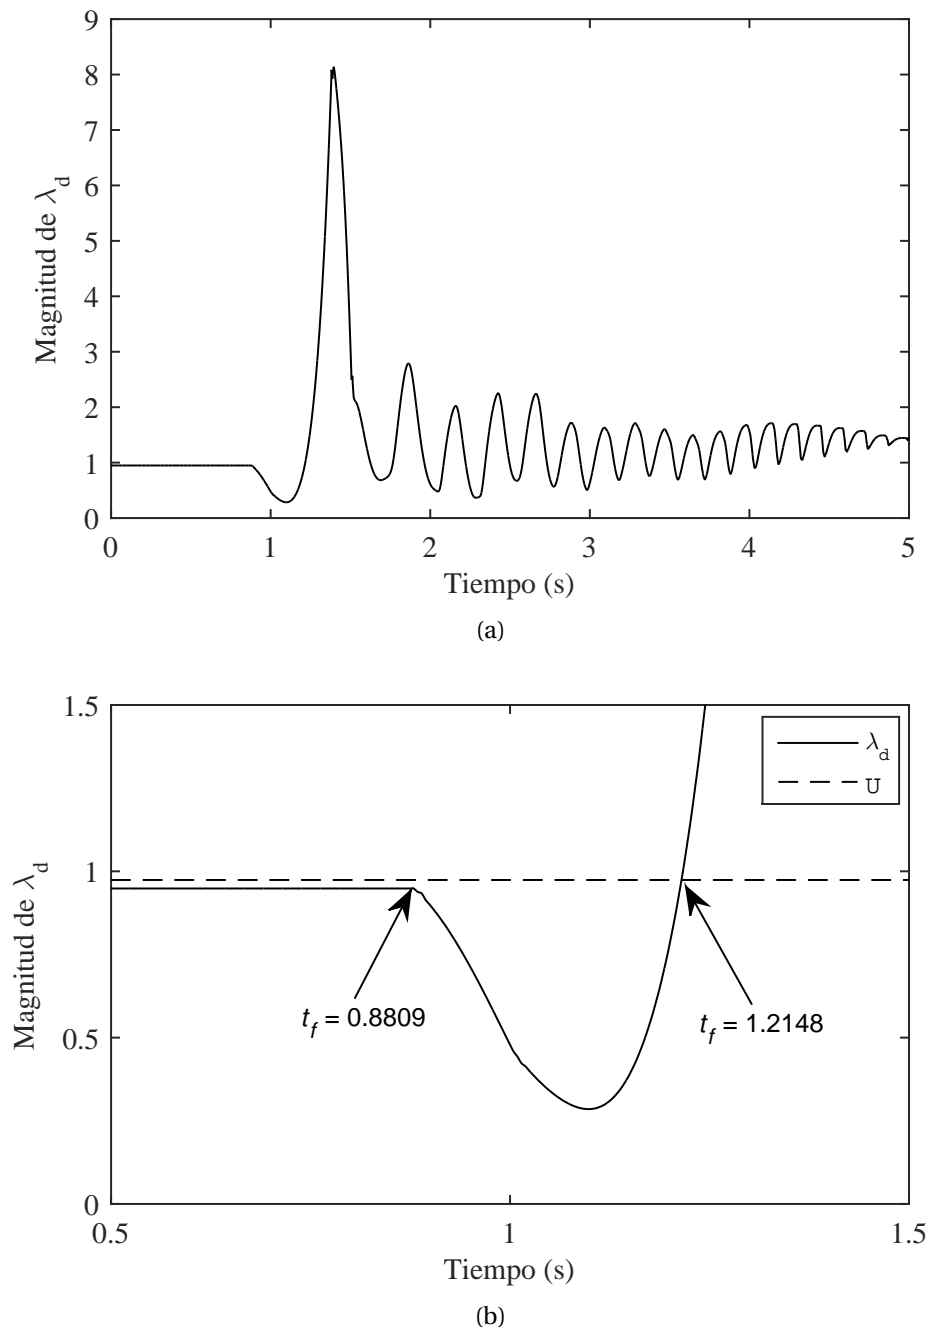 9
8
7
6
5
4
3
2
1
0
Magnitud de λd
0 1 2 3 4 5
Tiempo (s)
(a)
1.5
1
0.5
0
Magnitud de λd
λd
U
tf = 0.8809
tf = 1.2148
0.5 1 1.5
Tiempo (s)
(b)